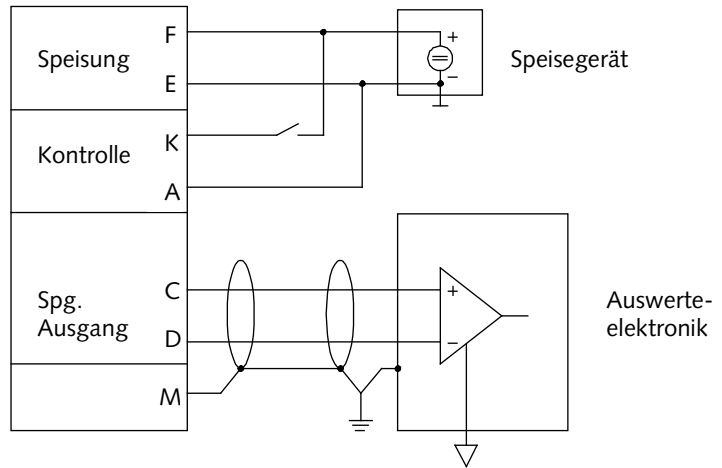 F
+
Speisung
Speisegerät
E
−
K
Kontrolle
A
C
+
Spg.
Ausgang
Auswerte-
elektronik
D
−
M